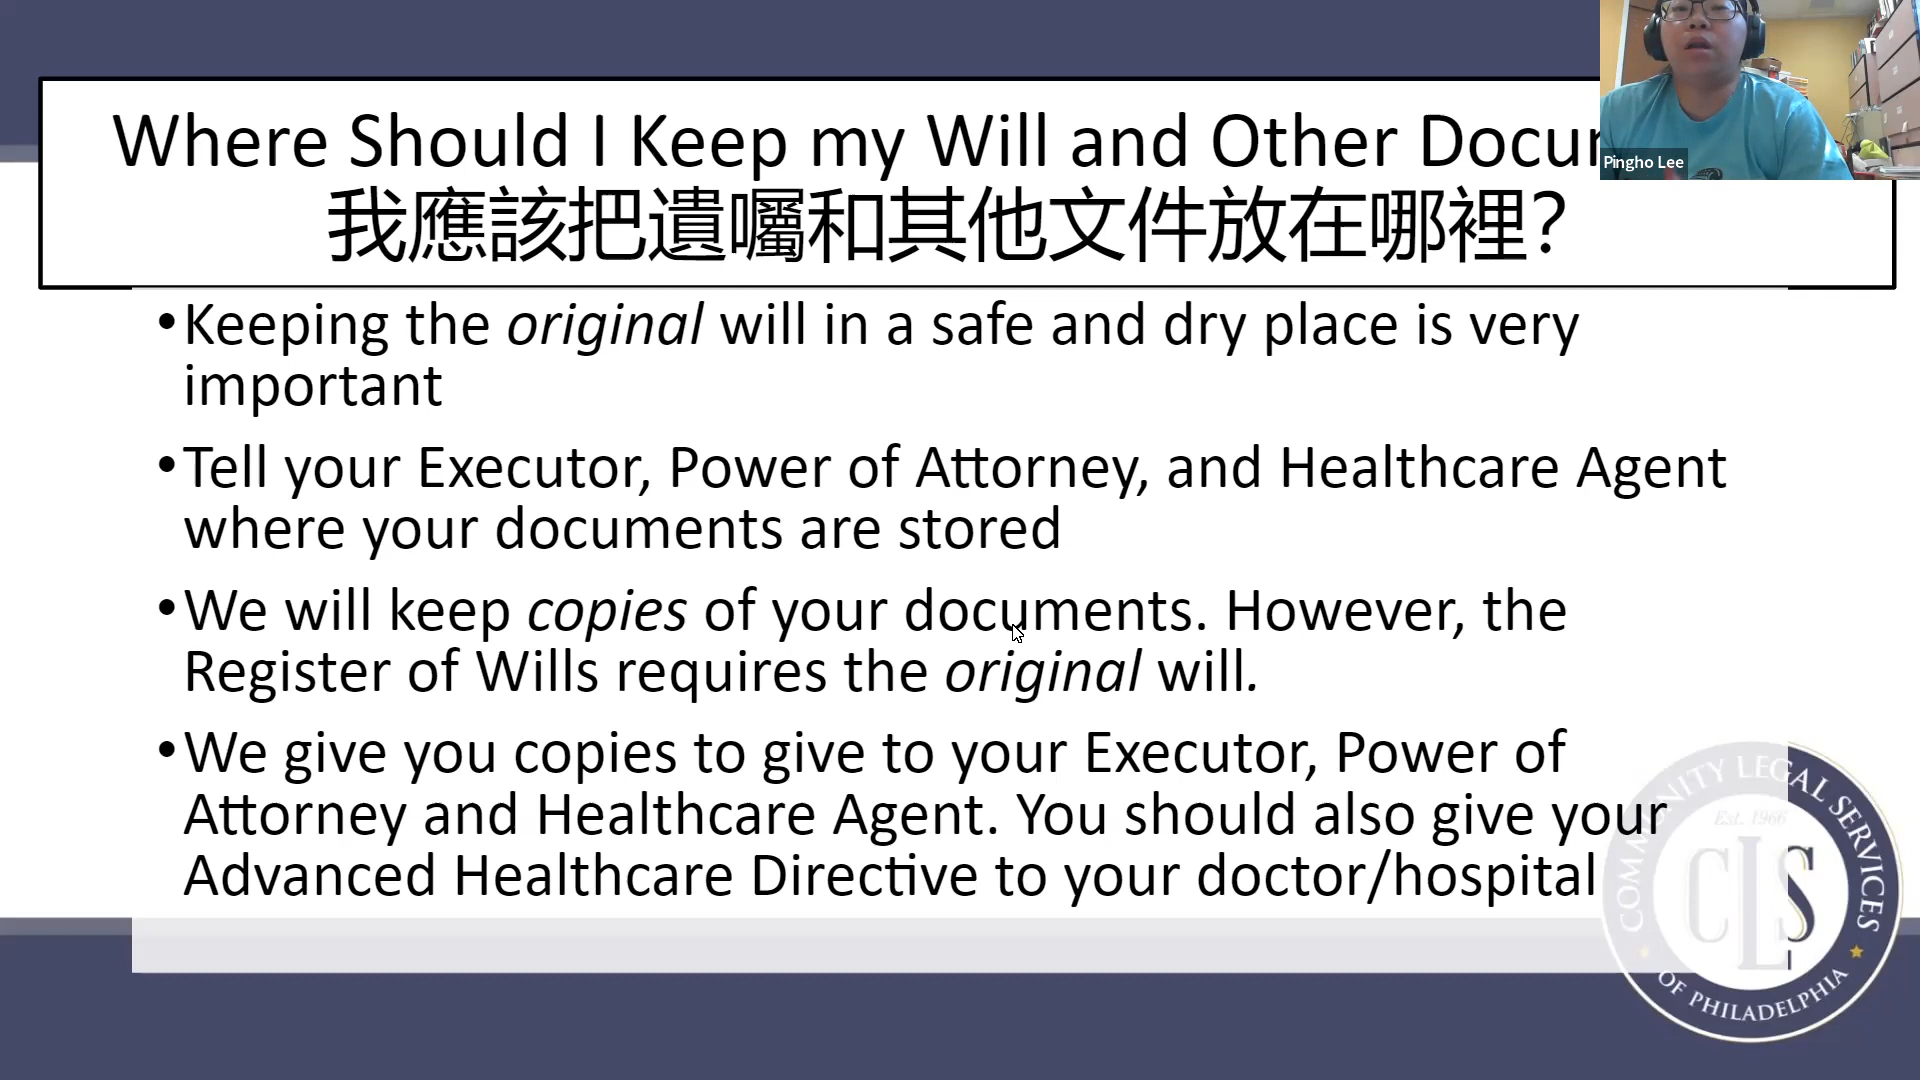 Where Should I Keep my Will and Other Docu
我應該把遺囑和其他文件放在哪裡?
Pingho Lee
•Keeping the original will in a safe and dry place is very
important
•Tell your Executor, Power of Attorney, and Healthcare Agent
where your documents are stored
•We will keep copies of your documents. However, the
Register of Wills requires the original will.
•We give you copies to give to your Executor, Power of
Attorney and Healthcare Agent. You should also give your
Advanced Healthcare Directive to your doctor/hospital
COMMUNITY LEGAL SERVICES
Est. 1966
CLS
OF PHILADELPHIA